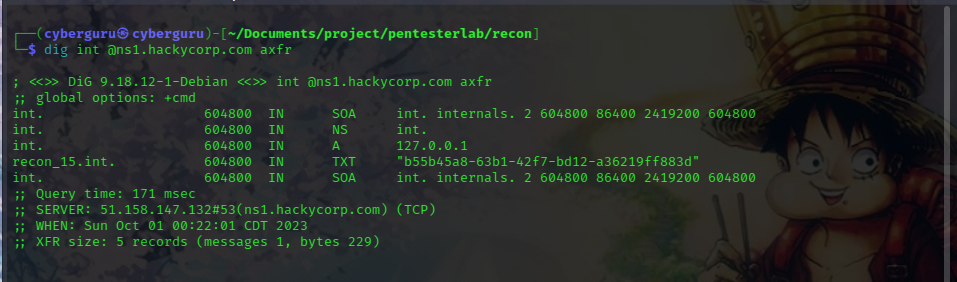 ┌──(cyberguru㉿cyberguru)-[~/Documents/project/pentesterlab/recon]
└─$ dig int @ns1.hackycorp.com axfr
; <<>> DiG 9.18.12-1-Debian <<>> int @ns1.hackycorp.com axfr
;; global options: +cmd
int. 604800 IN SOA int. internals. 2 604800 86400 2419200 604800
int. 604800 IN NS int.
int. 604800 IN A 127.0.0.1
recon_15.int. 604800 IN TXT "b55b45a8-63b1-42f7-bd12-a36219ff883d"
int. 604800 IN SOA int. internals. 2 604800 86400 2419200 604800
;; Query time: 171 msec
;; SERVER: 51.158.147.132#53(ns1.hackycorp.com) (TCP)
;; WHEN: Sun Oct 01 00:22:01 CDT 2023
;; XFR size: 5 records (messages 1, bytes 229)